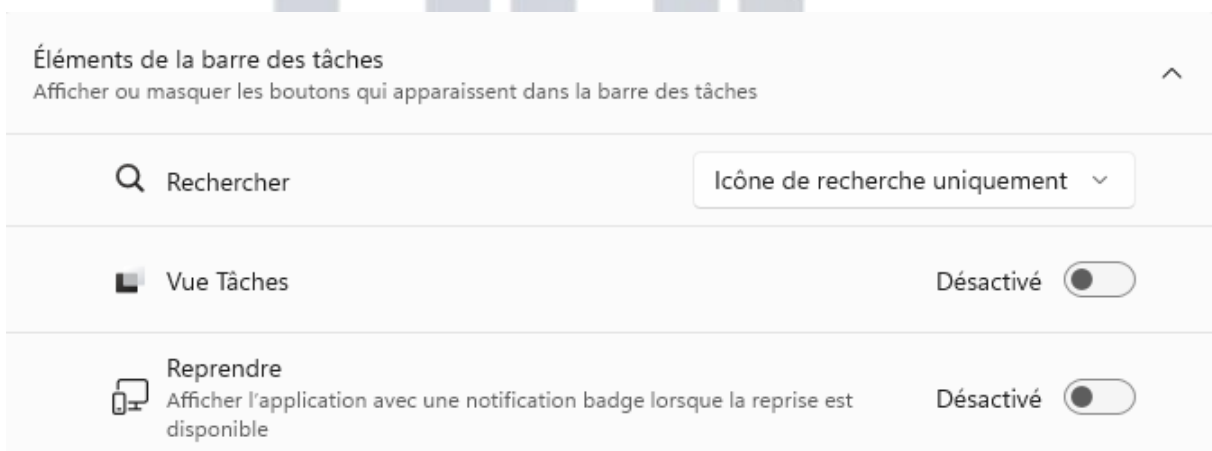 Éléments de la barre des tâches
Afficher ou masquer les boutons qui apparaissent dans la barre des tâches
Rechercher
Icône de recherche uniquement
Vue Tâches
Désactivé
Reprendre
Afficher l'application avec une notification badge lorsque la reprise est
disponible
Désactivé